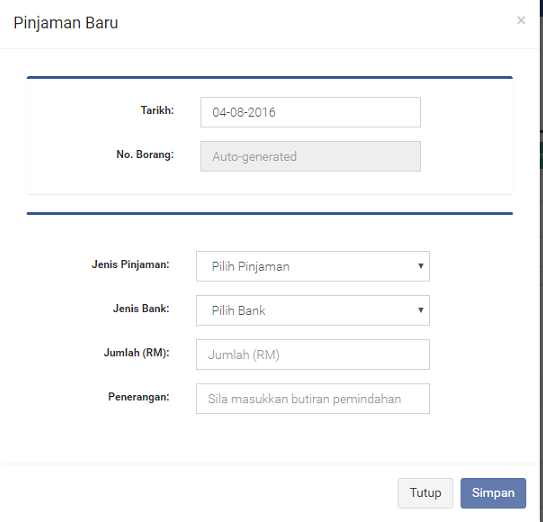 Pinjaman Baru ×
Tarikh: 04-08-2016
No. Borang: Auto-generated
Jenis Pinjaman: Pilih Pinjaman
Jenis Bank: Pilih Bank
Jumlah (RM): Jumlah (RM)
Penerangan: Sila masukkan butiran pemindahan
Tutup Simpan